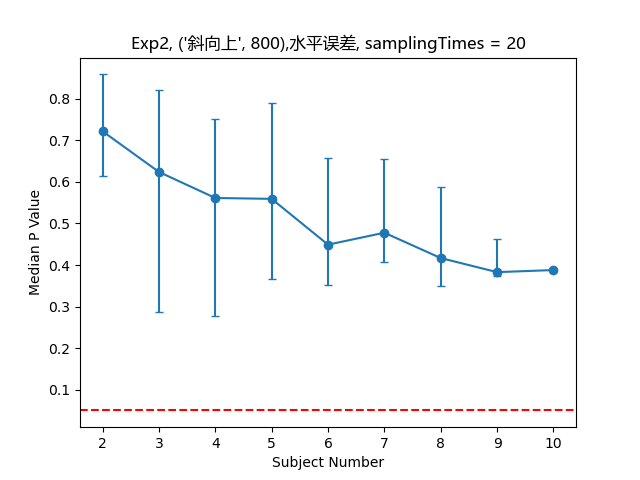 Exp2, ('斜向上', 800),水平误差, samplingTimes = 20
Median P Value
0.8
0.7
0.6
0.5
0.4
0.3
0.2
0.1
2 3 4 5 6 7 8 9 10
Subject Number